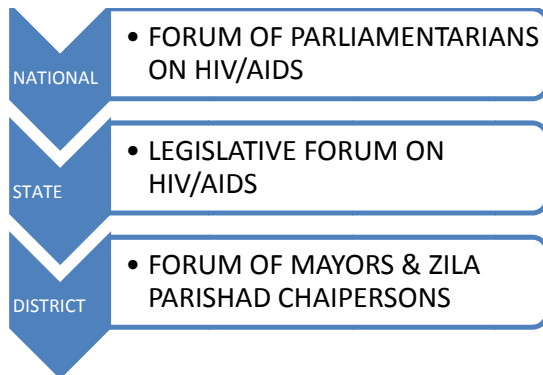 NATIONAL
• FORUM OF PARLIAMENTARIANS
ON HIV/AIDS
STATE
• LEGISLATIVE FORUM ON
HIV/AIDS
DISTRICT
• FORUM OF MAYORS & ZILA
PARISHAD CHAIPERSONS